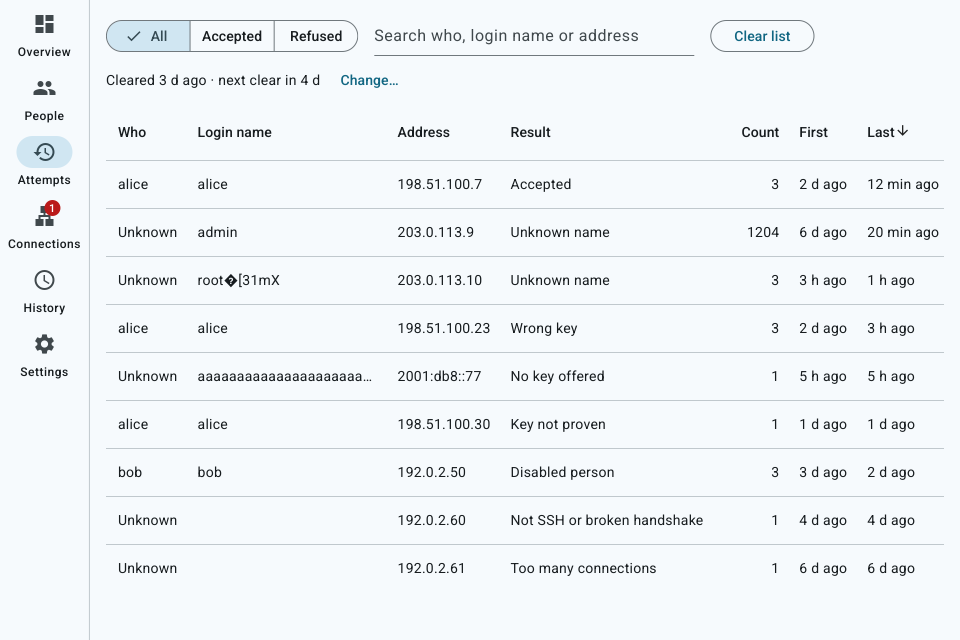 Overview
People
Attempts
1
Connections
History
Settings
All Accepted Refused Search who, login name or address Clear list
Cleared 3 d ago · next clear in 4 d Change…
Who Login name Address Result Count First Last
alice alice 198.51.100.7 Accepted 3 2 d ago 12 min ago
Unknown admin 203.0.113.9 Unknown name 1204 6 d ago 20 min ago
Unknown root�[31mX 203.0.113.10 Unknown name 3 3 h ago 1 h ago
alice alice 198.51.100.23 Wrong key 3 2 d ago 3 h ago
Unknown aaaaaaaaaaaaaaaaaaaaa… 2001:db8::77 No key offered 1 5 h ago 5 h ago
alice alice 198.51.100.30 Key not proven 1 1 d ago 1 d ago
bob bob 192.0.2.50 Disabled person 3 3 d ago 2 d ago
Unknown 192.0.2.60 Not SSH or broken handshake 1 4 d ago 4 d ago
Unknown 192.0.2.61 Too many connections 1 6 d ago 6 d ago